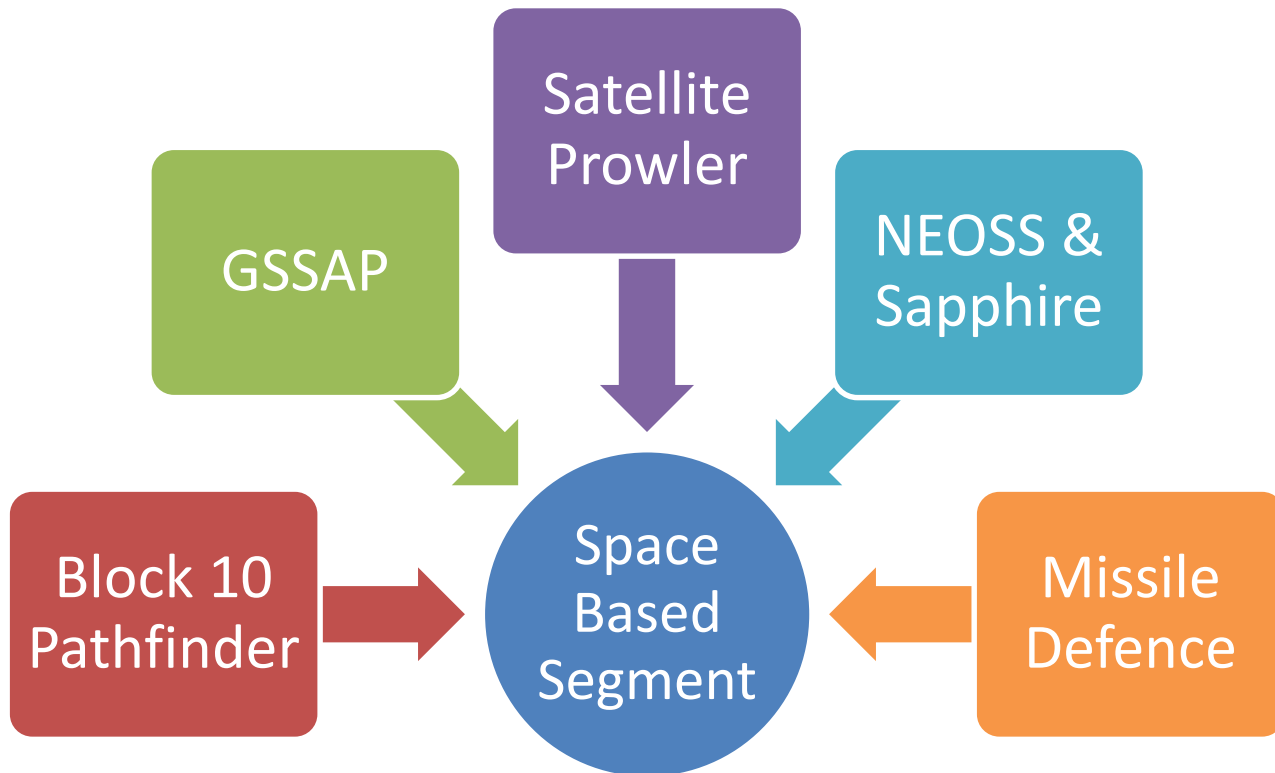 Satellite
Prowler
GSSAP
NEOSS &
Sapphire
Block 10
Pathfinder
Space
Based
Segment
Missile
Defence